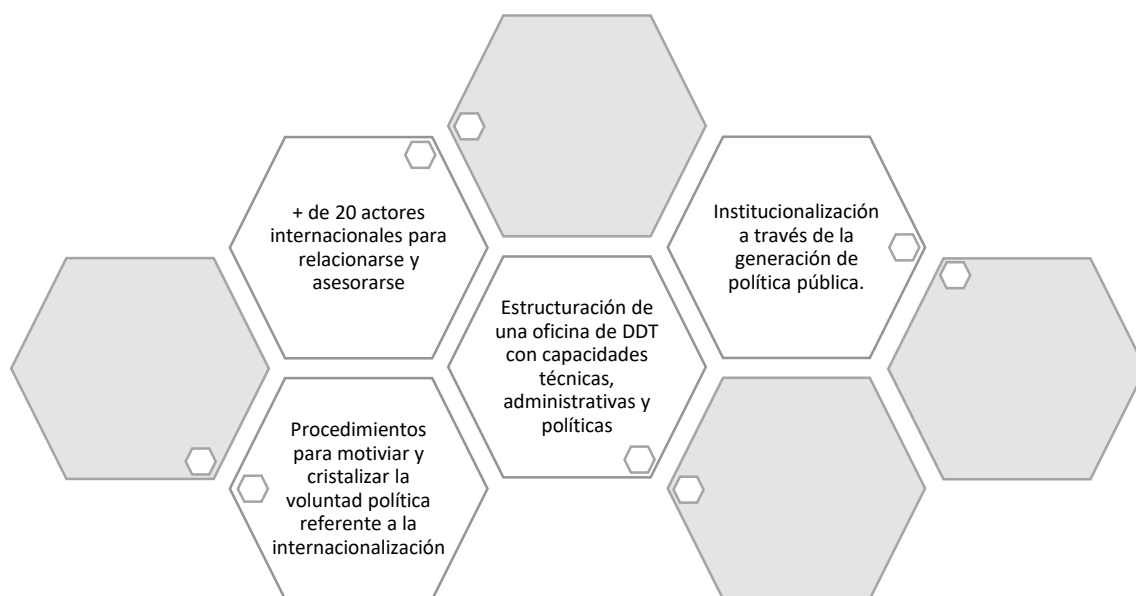 + de 20 actores
internacionales para
relacionarse y
asesorarse
Institucionalización
a través de la
generación de
política pública.
Estructuración de
una oficina de DDT
con capacidades
técnicas,
administrativas y
políticas
Procedimientos
para motiviar y
cristalizar la
voluntad política
referente a la
internacionalización